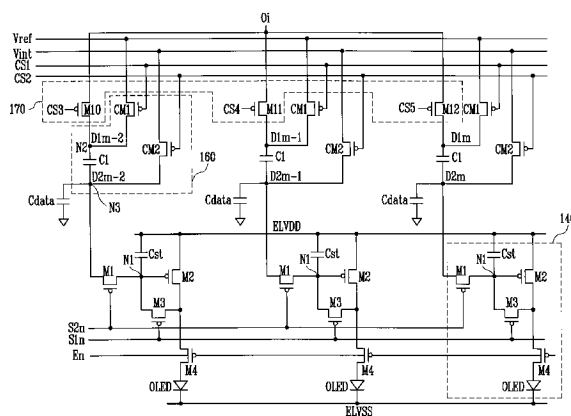 Oi
Vref
Vint
CS1
CS2
170
CS3 M10 CM1 CS4 M11 CM1 CS5 M12 CM1
D1m-2 D1m-1 D1m
N2 C1 CM2 C1 CM2 C1 CM2
D2m-2 160 D2m-1 D2m
Cdata N3 Cdata Cdata
ELVDD 140
Cst Cst Cst
M1 N1 M2 M1 N1 M2 M1 N1 M2
M3 M3 M3
S2n
S1n
En
M4 M4 M4
OLED OLED OLED
ELVSS